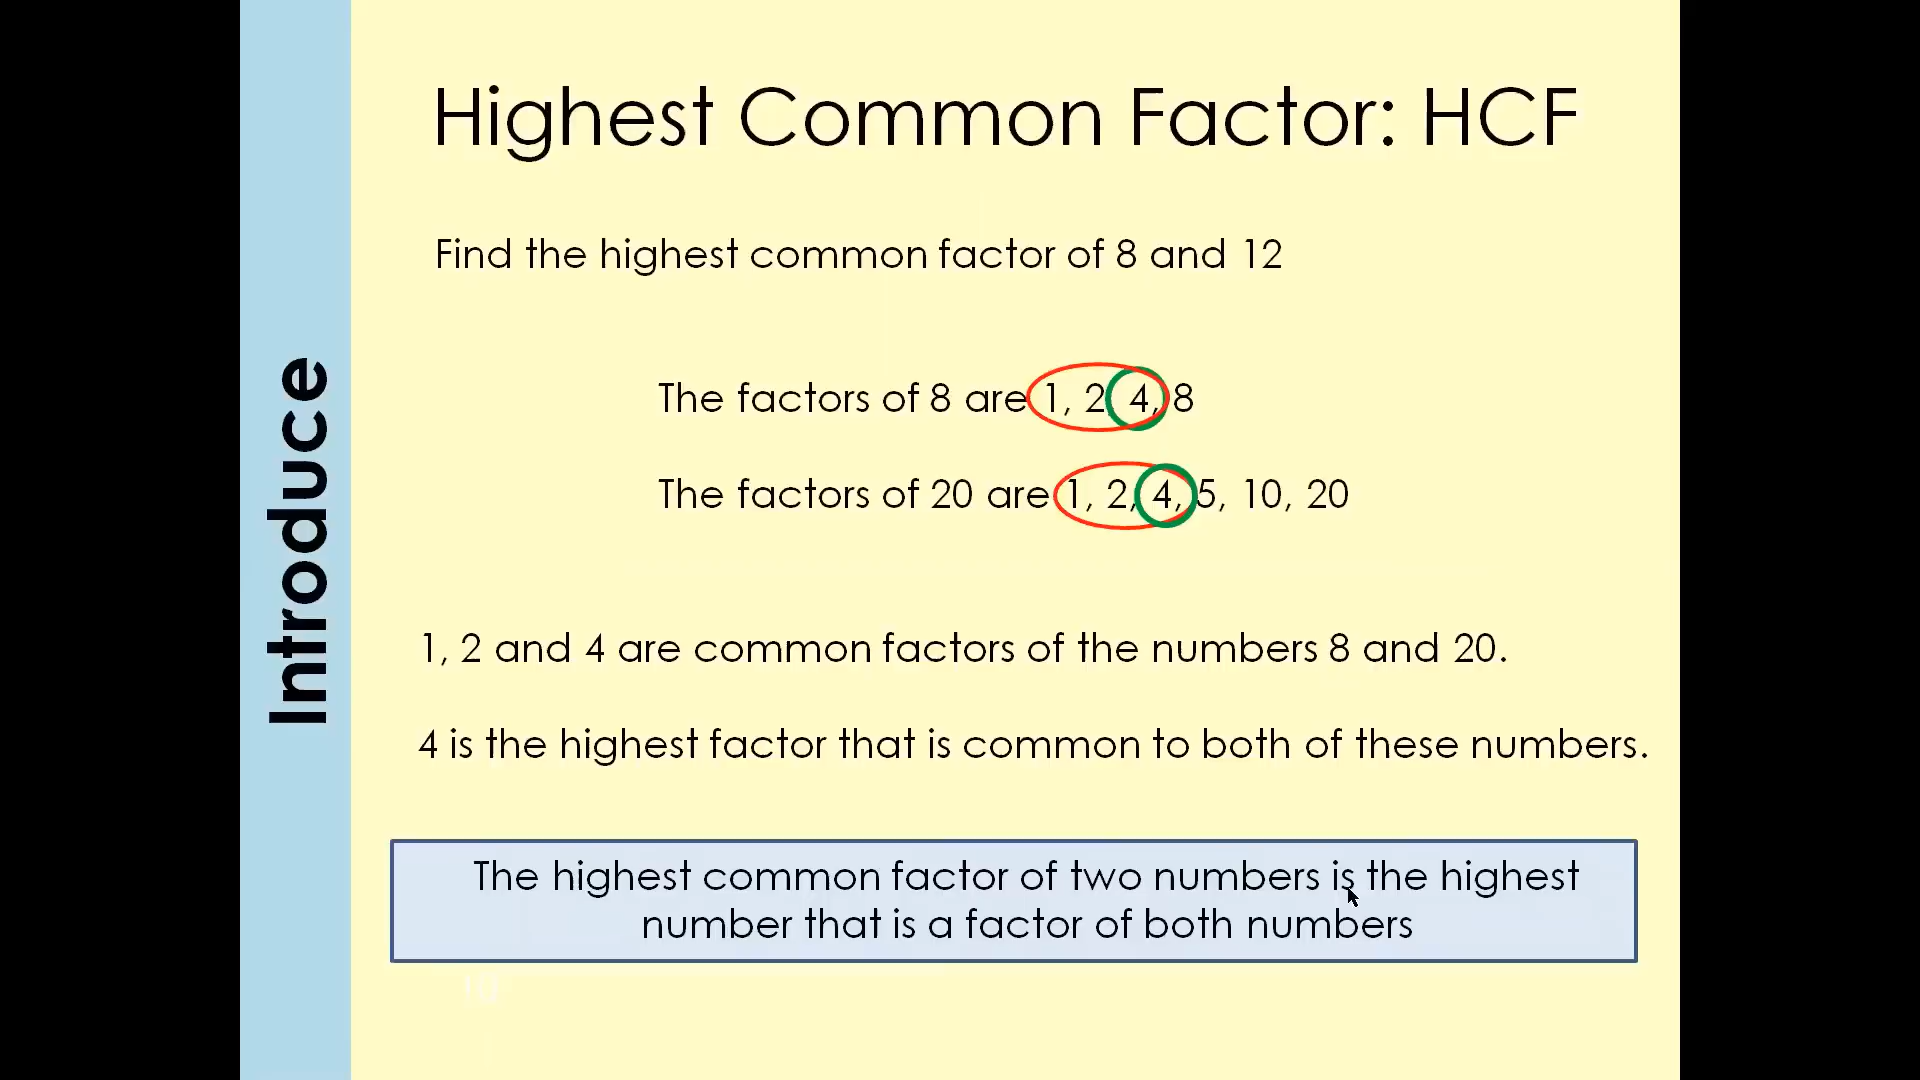 Highest Common Factor: HCF
Introduce
Find the highest common factor of 8 and 12
The factors of 8 are 1, 2, 4, 8
The factors of 20 are 1, 2, 4, 5, 10, 20
1, 2 and 4 are common factors of the numbers 8 and 20.
4 is the highest factor that is common to both of these numbers.
The highest common factor of two numbers is the highest
number that is a factor of both numbers
10